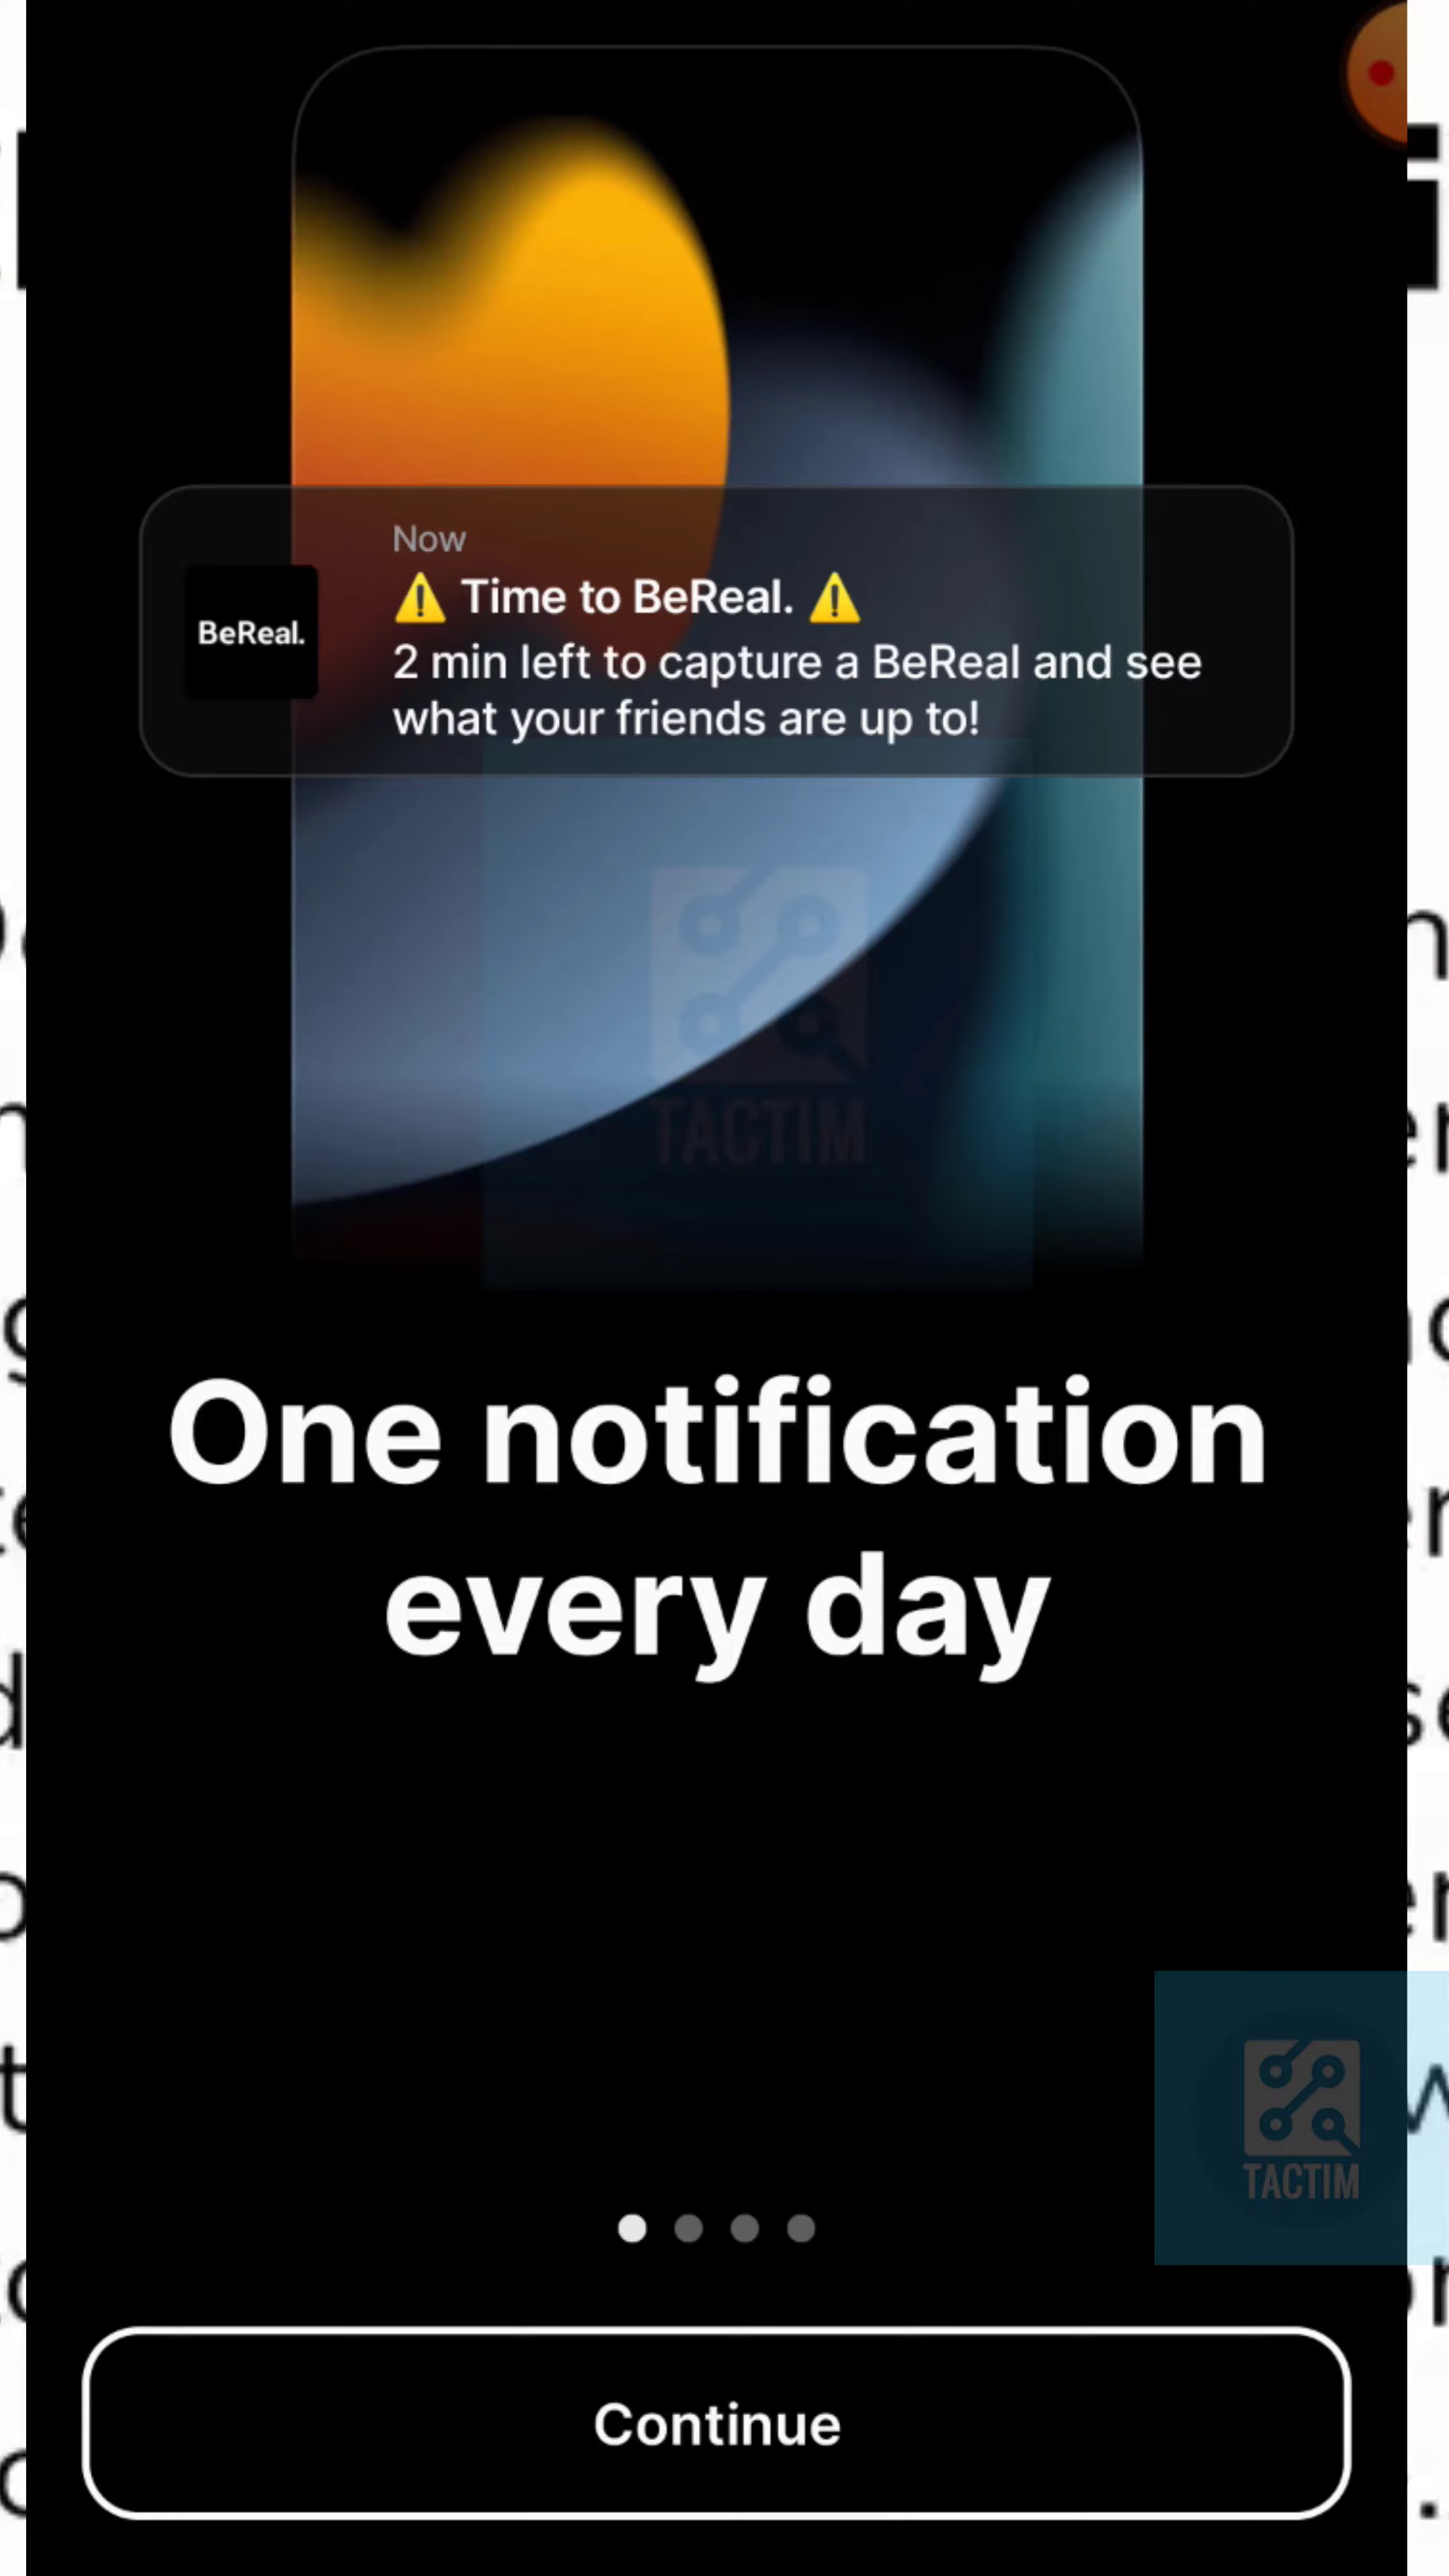 Now
⚠️ Time to BeReal. ⚠️
BeReal.
2 min left to capture a BeReal and see
what your friends are up to!
TACTIM
One notification
every day
TACTIM
Continue